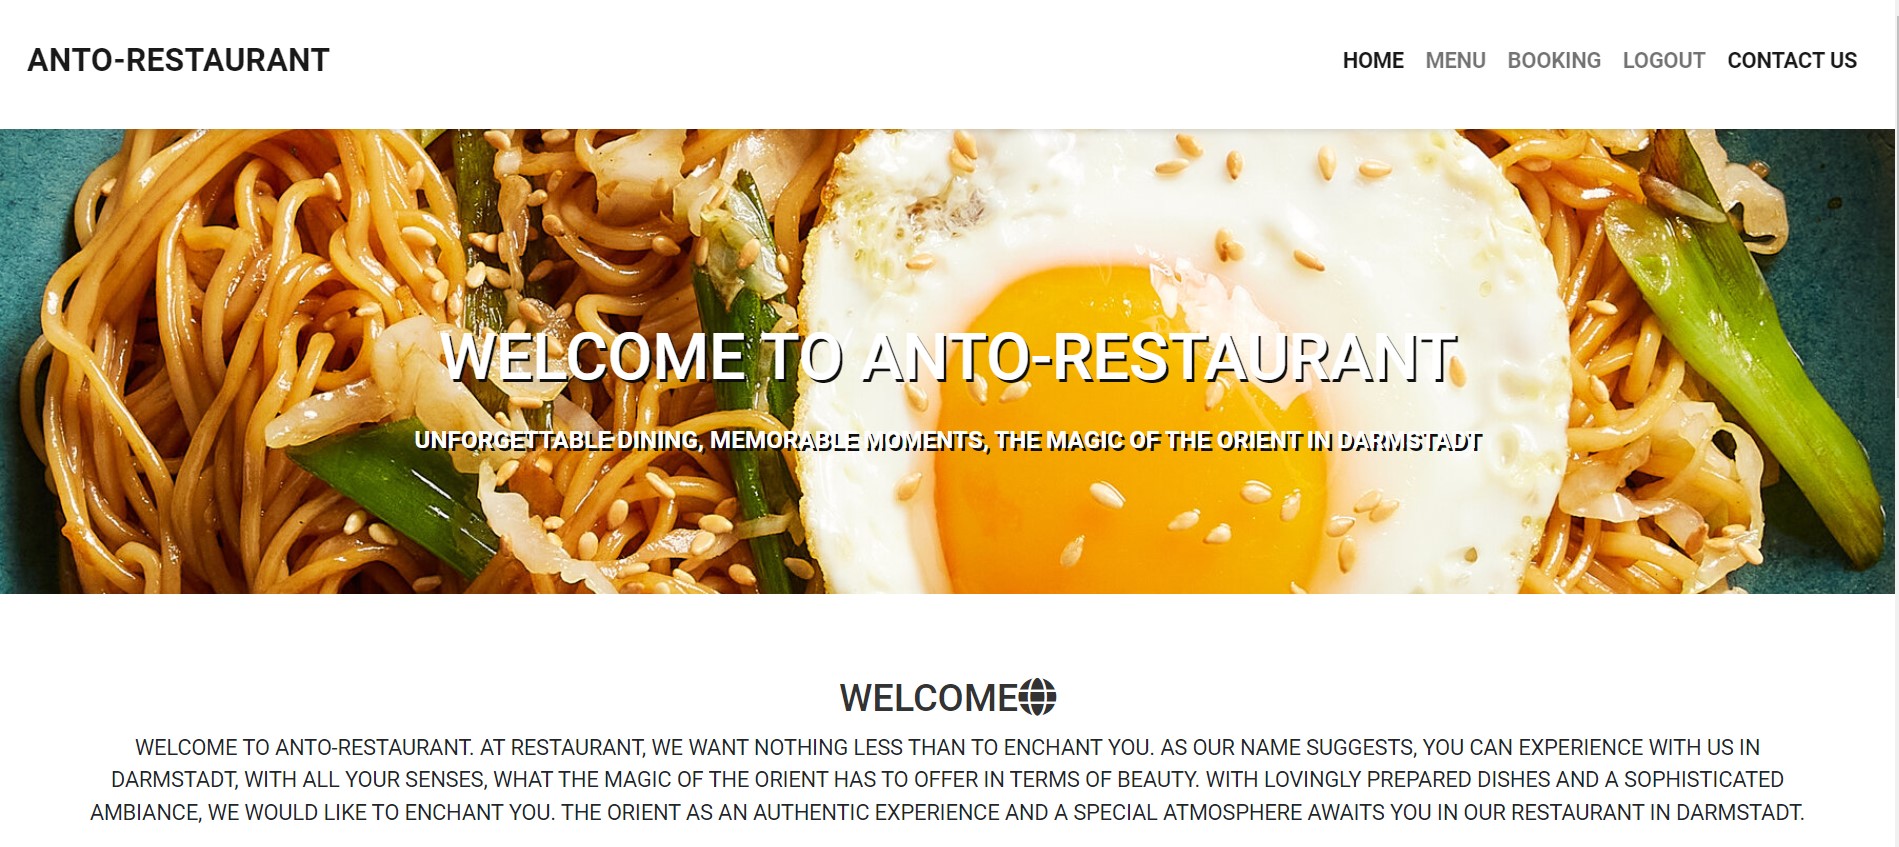 ANTO-RESTAURANT
HOME MENU BOOKING LOGOUT CONTACT US
WELCOME TO ANTO-RESTAURANT
UNFORGETTABLE DINING, MEMORABLE MOMENTS, THE MAGIC OF THE ORIENT IN DARMSTADT
WELCOME
WELCOME TO ANTO-RESTAURANT. AT RESTAURANT, WE WANT NOTHING LESS THAN TO ENCHANT YOU. AS OUR NAME SUGGESTS, YOU CAN EXPERIENCE WITH US IN
DARMSTADT, WITH ALL YOUR SENSES, WHAT THE MAGIC OF THE ORIENT HAS TO OFFER IN TERMS OF BEAUTY. WITH LOVINGLY PREPARED DISHES AND A SOPHISTICATED
AMBIANCE, WE WOULD LIKE TO ENCHANT YOU. THE ORIENT AS AN AUTHENTIC EXPERIENCE AND A SPECIAL ATMOSPHERE AWAITS YOU IN OUR RESTAURANT IN DARMSTADT.